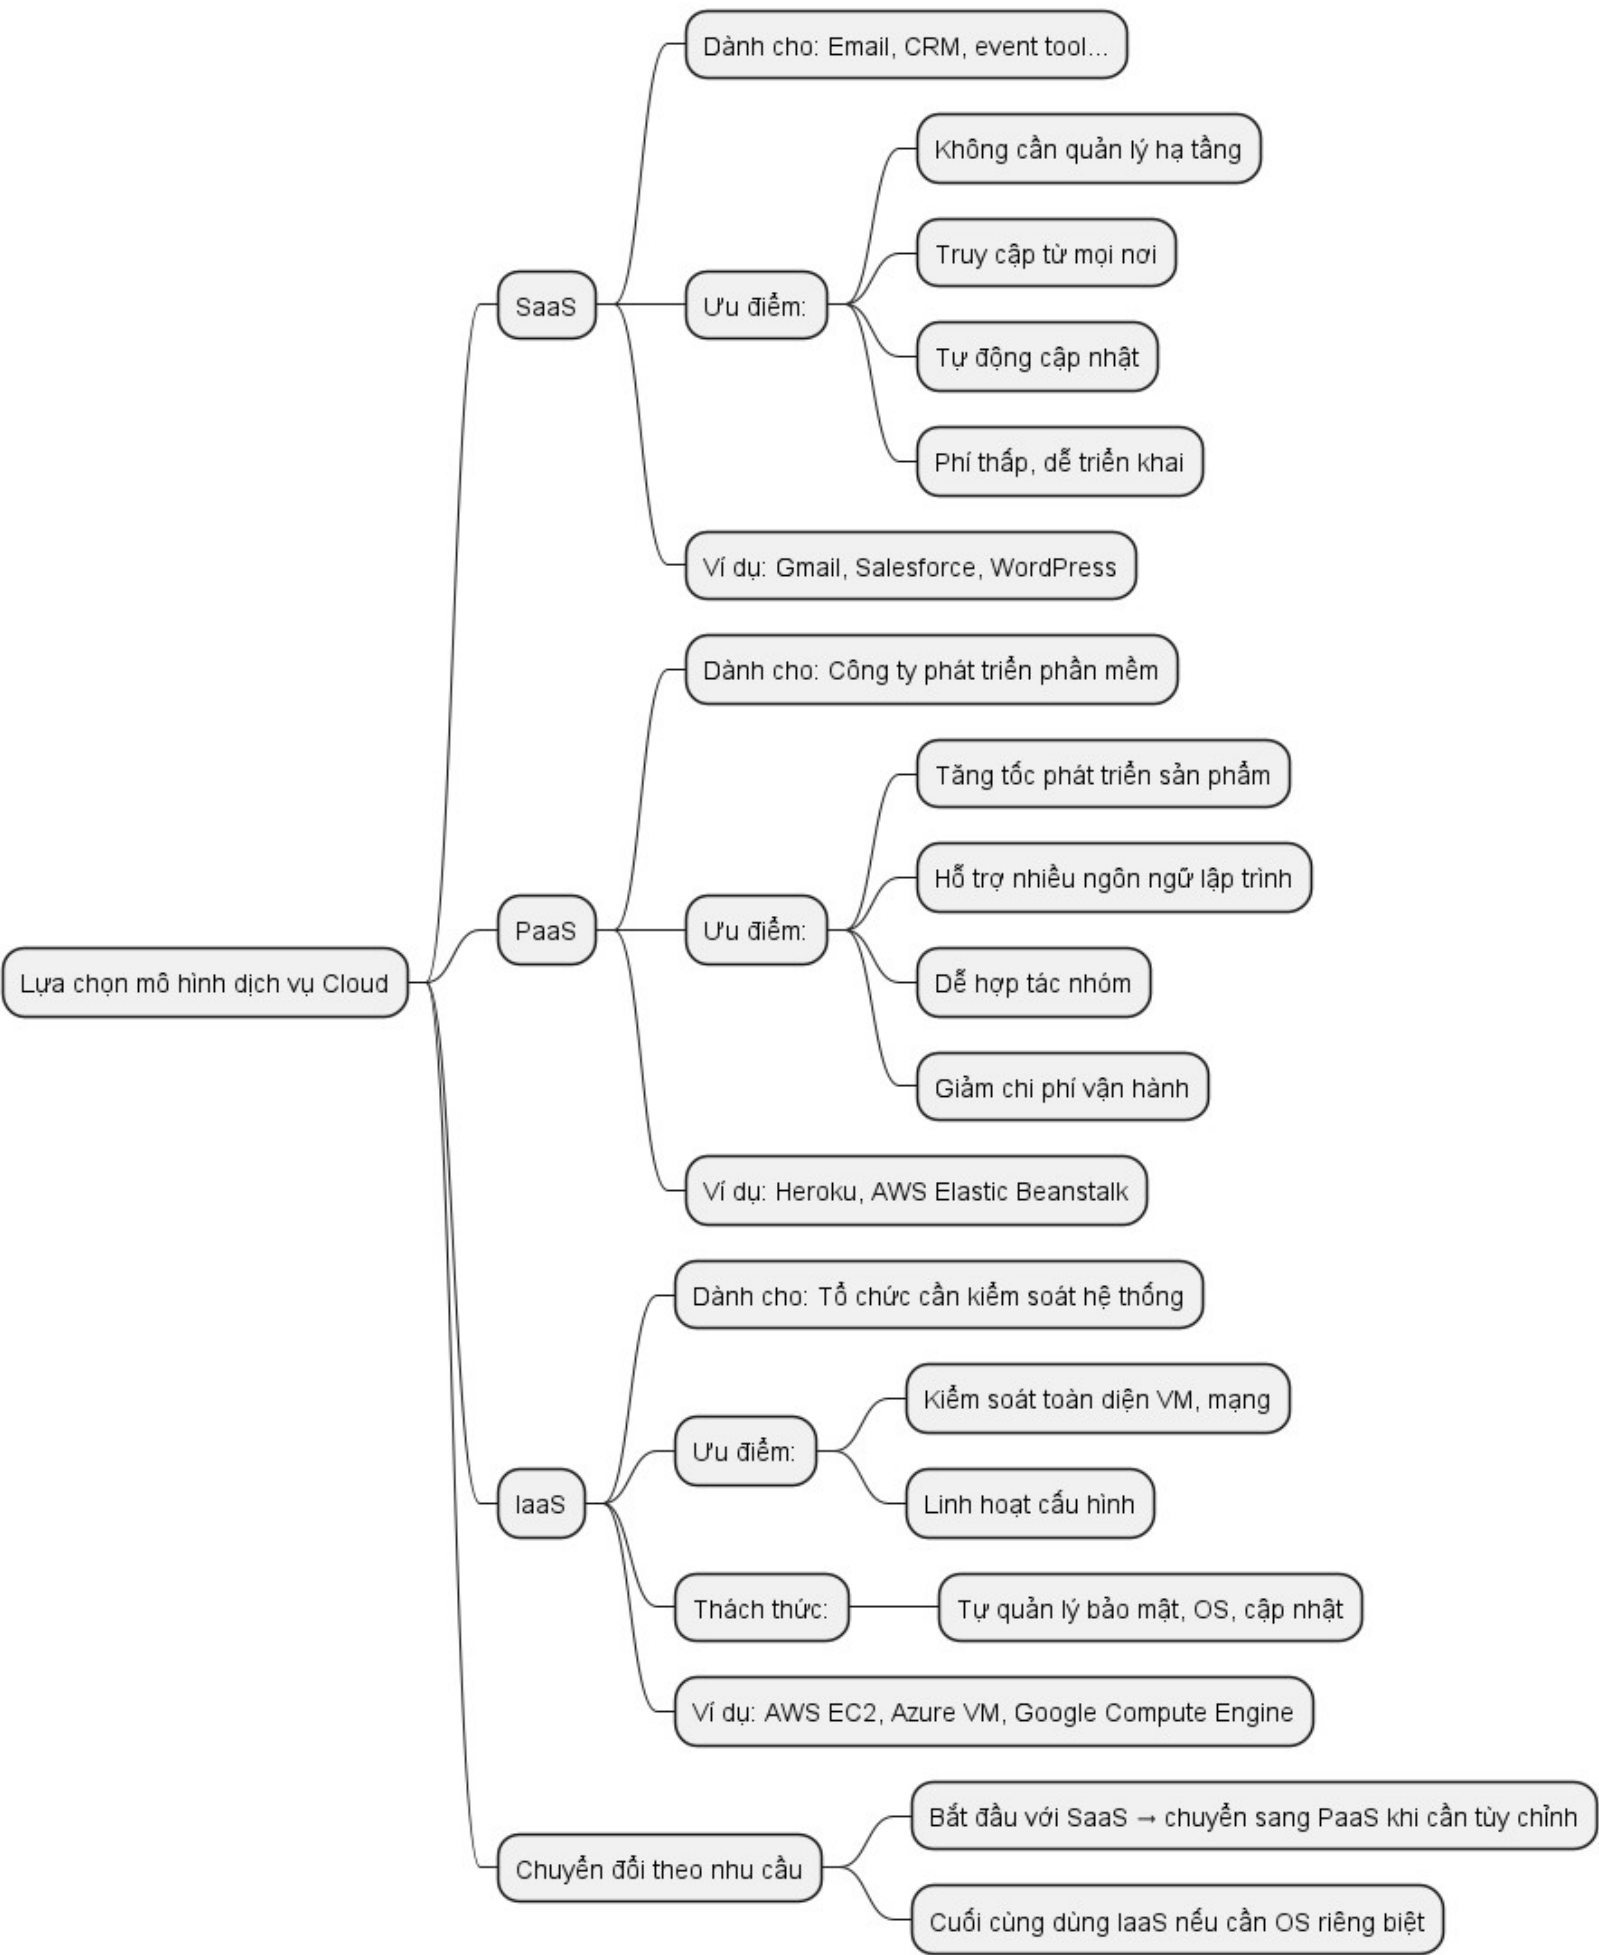 Lựa chọn mô hình dịch vụ Cloud
SaaS
Dành cho: Email, CRM, event tool...
Ưu điểm:
Không cần quản lý hạ tầng
Truy cập từ mọi nơi
Tự động cập nhật
Phí thấp, dễ triển khai
Ví dụ: Gmail, Salesforce, WordPress
PaaS
Dành cho: Công ty phát triển phần mềm
Ưu điểm:
Tăng tốc phát triển sản phẩm
Hỗ trợ nhiều ngôn ngữ lập trình
Dễ hợp tác nhóm
Giảm chi phí vận hành
Ví dụ: Heroku, AWS Elastic Beanstalk
IaaS
Dành cho: Tổ chức cần kiểm soát hệ thống
Ưu điểm:
Kiểm soát toàn diện VM, mạng
Linh hoạt cấu hình
Thách thức:
Tự quản lý bảo mật, OS, cập nhật
Ví dụ: AWS EC2, Azure VM, Google Compute Engine
Chuyển đổi theo nhu cầu
Bắt đầu với SaaS → chuyển sang PaaS khi cần tùy chỉnh
Cuối cùng dùng IaaS nếu cần OS riêng biệt